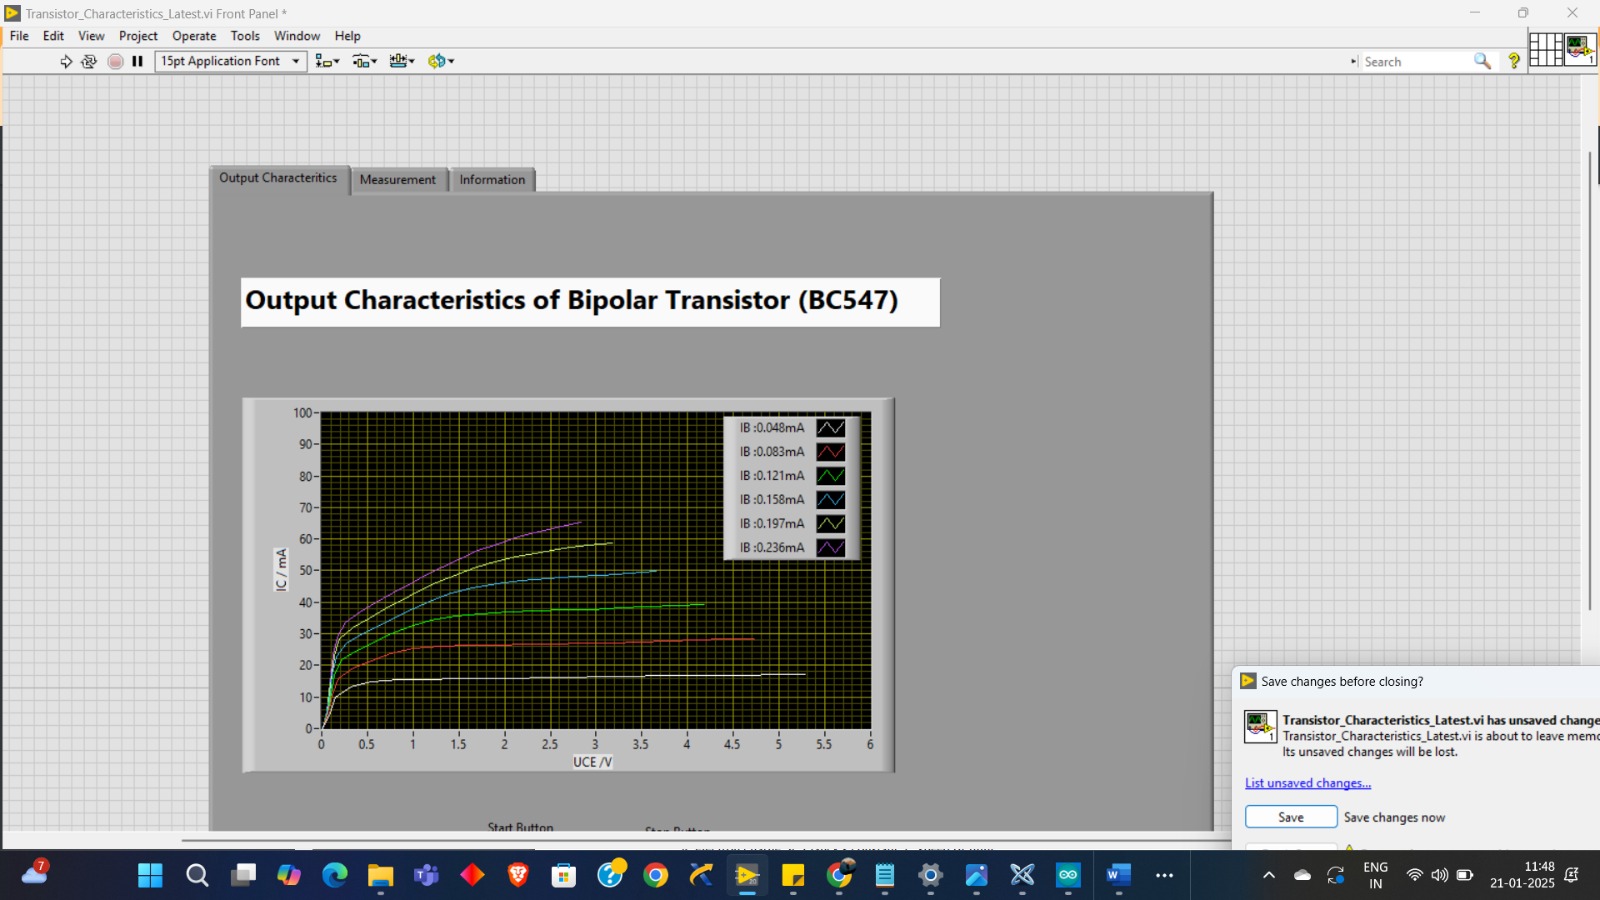 Transistor_Characteristics_Latest.vi Front Panel *
File Edit View Project Operate Tools Window Help
15pt Application Font
Search
?
1
Output Charateritics Measurement Information
Output Characteristics of Bipolar Transistor (BC547)
IC / mA
100
90
80
70
60
50
40
30
20
10
0
0 0.5 1 1.5 2 2.5 3 3.5 4 4.5 5 5.5 6
UCE /V
IB :0.048mA
IB :0.083mA
IB :0.121mA
IB :0.158mA
IB :0.197mA
IB :0.236mA
Start Button Stop Button
Save changes before closing?
Transistor_Characteristics_Latest.vi has unsaved change
Transistor_Characteristics_Latest.vi is about to leave memo
Its unsaved changes will be lost.
1
List unsaved changes...
Save Save changes now
7
ENG
IN
11:48
21-01-2025